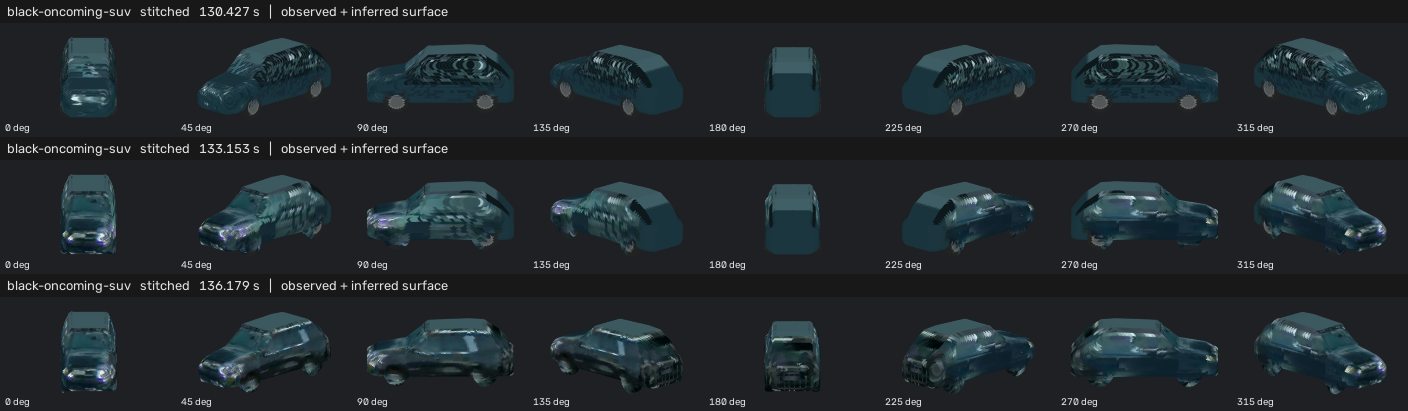 black-oncoming-suv stitched 130.427 s | observed + inferred surface
0 deg 45 deg 90 deg 135 deg 180 deg 225 deg 270 deg 315 deg
black-oncoming-suv stitched 133.153 s | observed + inferred surface
0 deg 45 deg 90 deg 135 deg 180 deg 225 deg 270 deg 315 deg
black-oncoming-suv stitched 136.179 s | observed + inferred surface
0 deg 45 deg 90 deg 135 deg 180 deg 225 deg 270 deg 315 deg